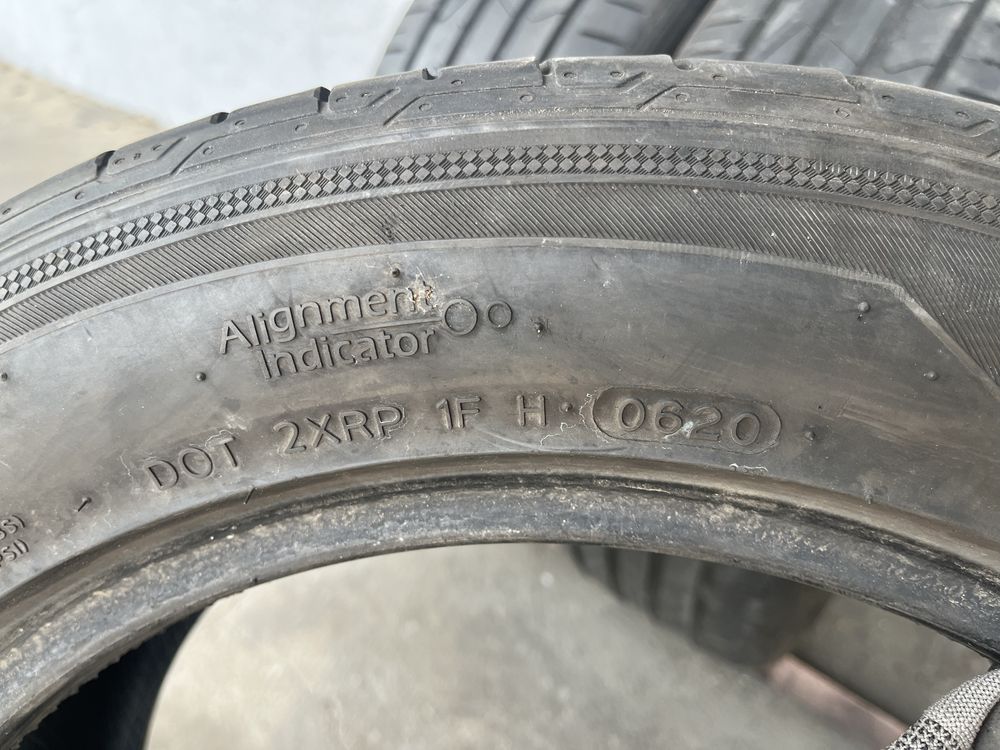 Alignment
Indicator
DOT 2XRP 1F H 0620